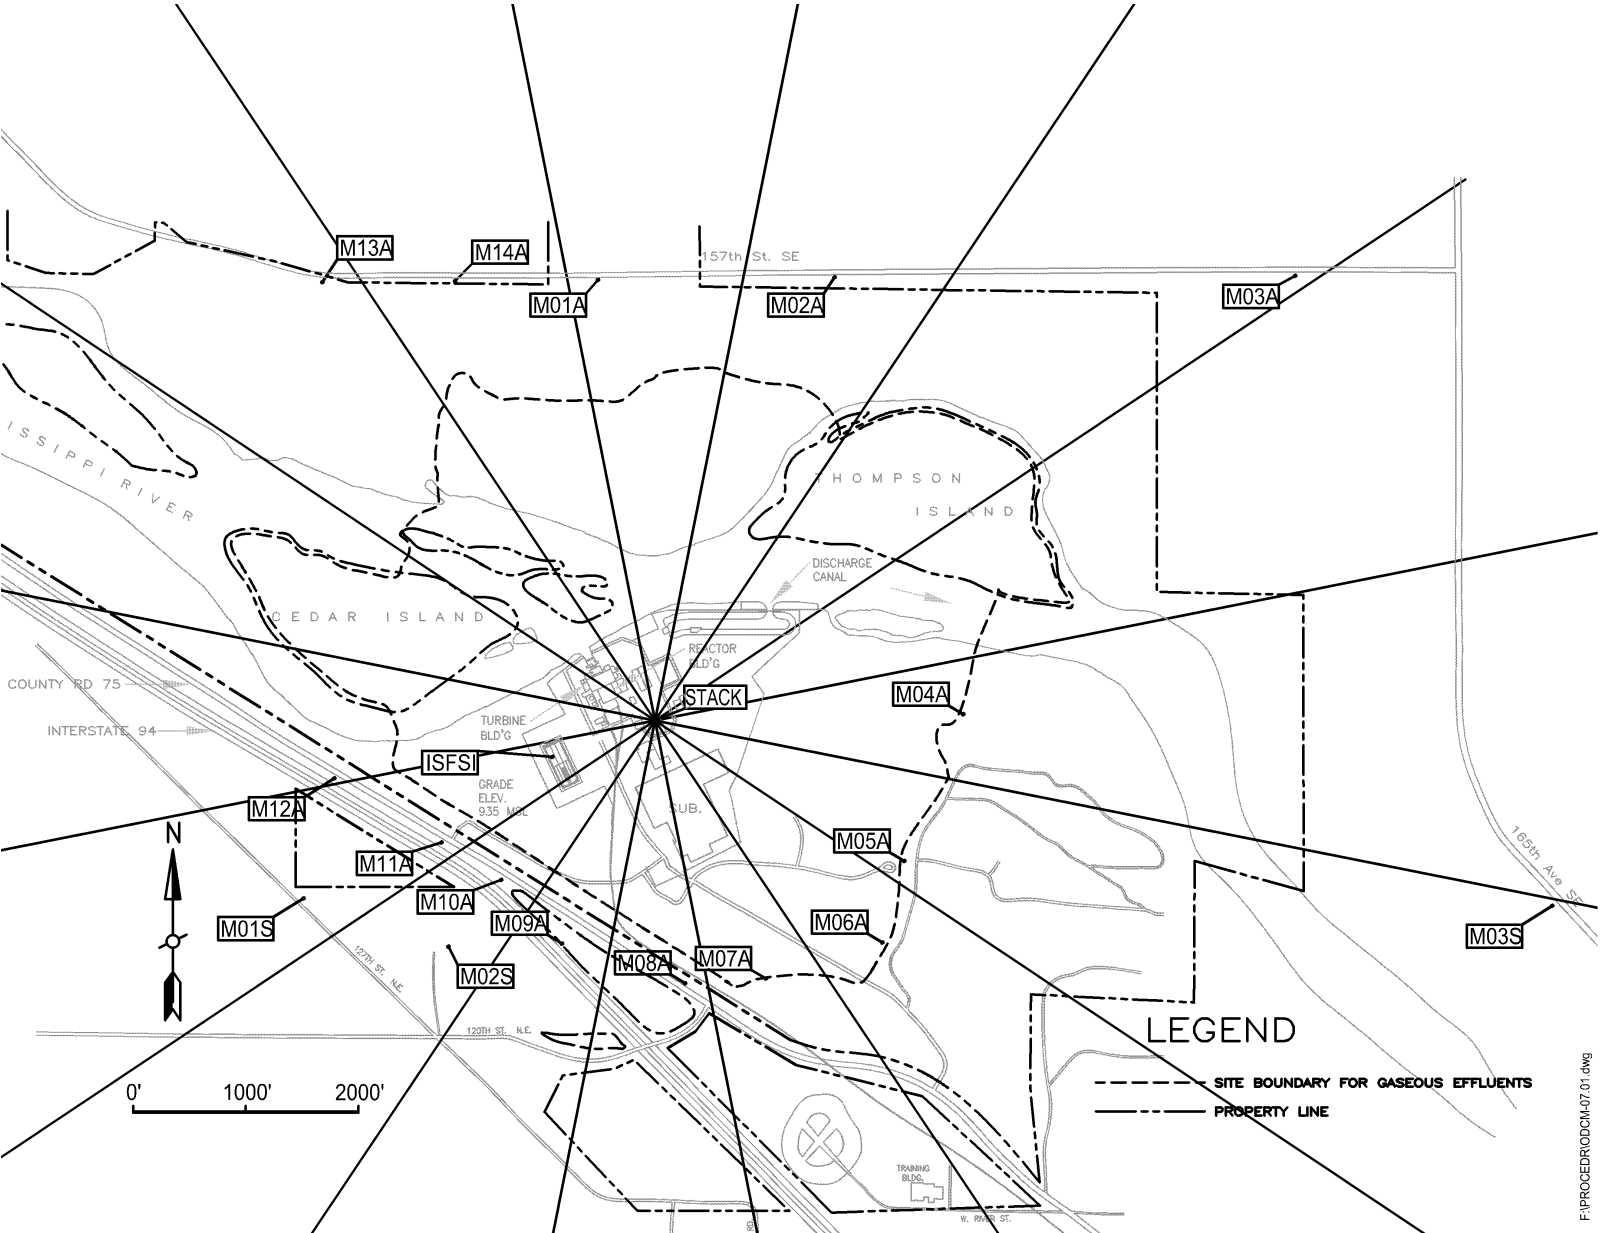 M13A
M14A
157th St. SE
M01A
M02A
M03A
ISSIPPI RIVER
THOMPSON
ISLAND
DISCHARGE
CANAL
CEDAR ISLAND
REACTOR
BLD'G
COUNTY RD 75
STACK
M04A
TURBINE
BLD'G
INTERSTATE 94
ISFSI
GRADE
ELEV.
935 MSL
SUB.
M12A
N
M05A
M11A
165th Ave SE
M10A
M01S
M09A
M06A
M03S
M08A
M07A
M02S
127TH ST. N.E.
120TH ST. N.E.
LEGEND
SITE BOUNDARY FOR GASEOUS EFFLUENTS
PROPERTY LINE
0' 1000' 2000'
TRAINING
BLDG.
W. RIVER ST.
RD.
F:\PROCEDR\ODCM-07.01.dwg